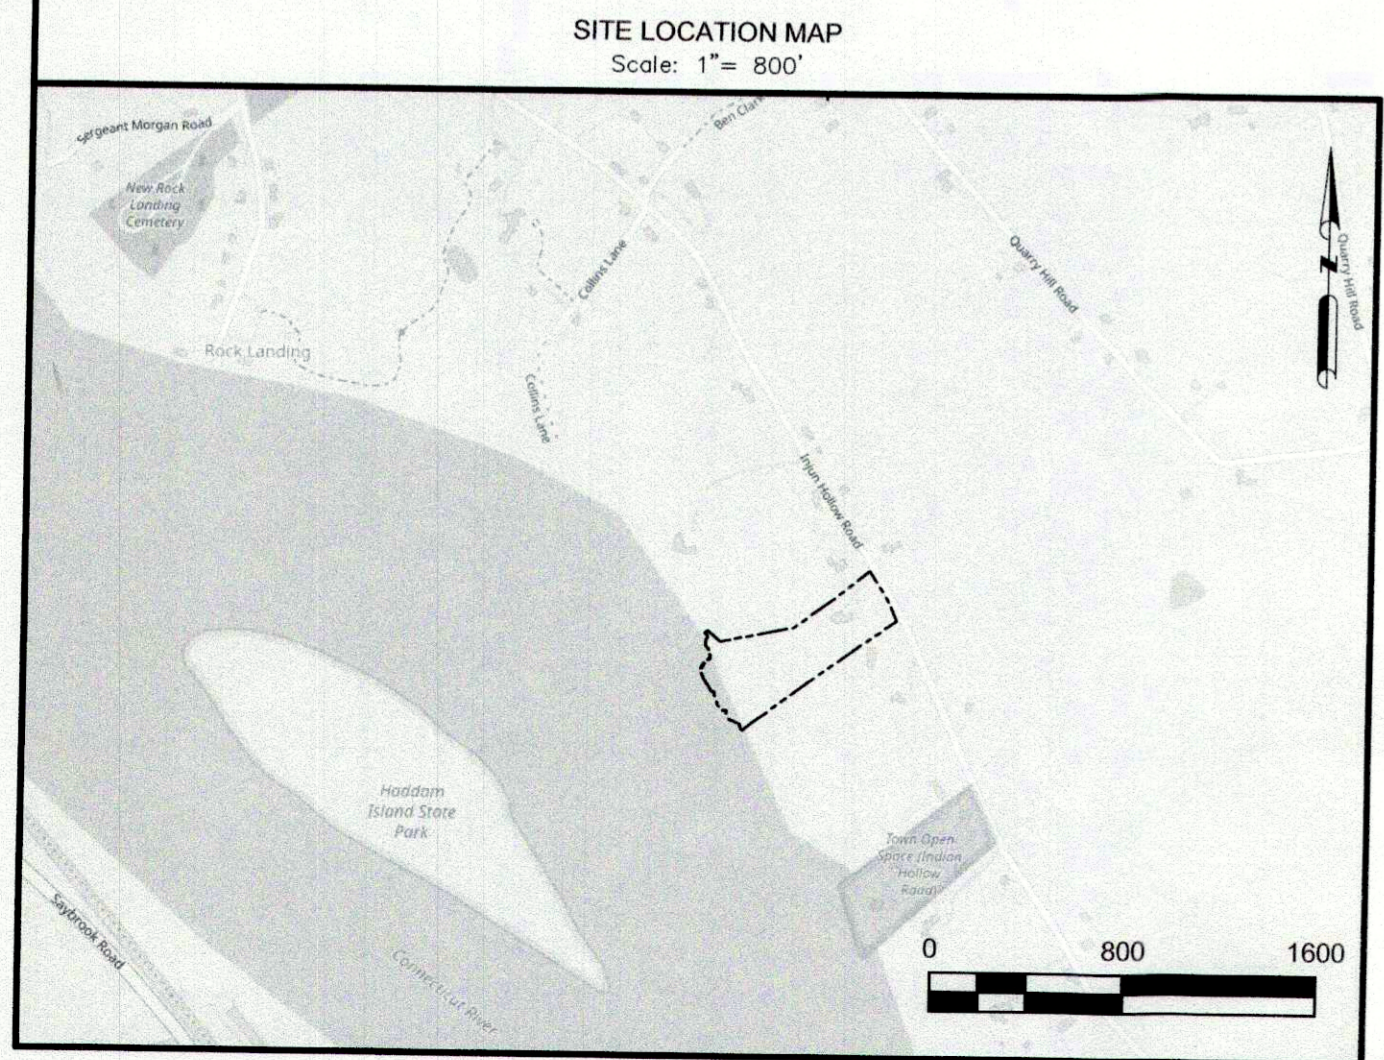 SITE LOCATION MAP
Scale: 1"= 800'
Sergeant Morgan Road
Ben Clark
New Rock
Landing
Cemetery
Collins Lane
Quarry Hill Road
Quarry Hill Road
N
Rock Landing
Collins Lane
Injun Hollow Road
Haddam
Island State
Park
Town Open
Space (Indian
Hollow
Road)
Saybrook Road
Connecticut River
0 800 1600